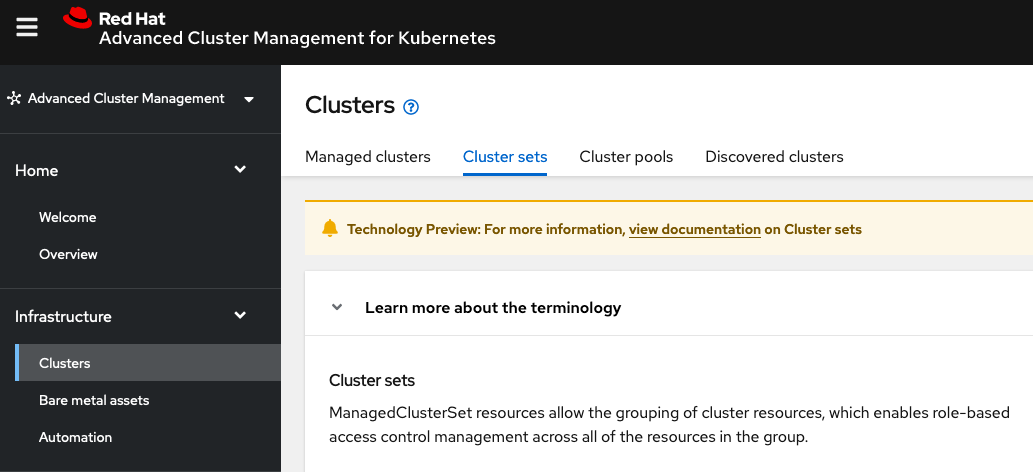 Red Hat
Advanced Cluster Management for Kubernetes
Advanced Cluster Management
Home
Welcome
Overview
Infrastructure
Clusters
Bare metal assets
Automation
Clusters
Managed clusters Cluster sets Cluster pools Discovered clusters
Technology Preview: For more information, view documentation on Cluster sets
Learn more about the terminology
Cluster sets
ManagedClusterSet resources allow the grouping of cluster resources, which enables role-based
access control management across all of the resources in the group.